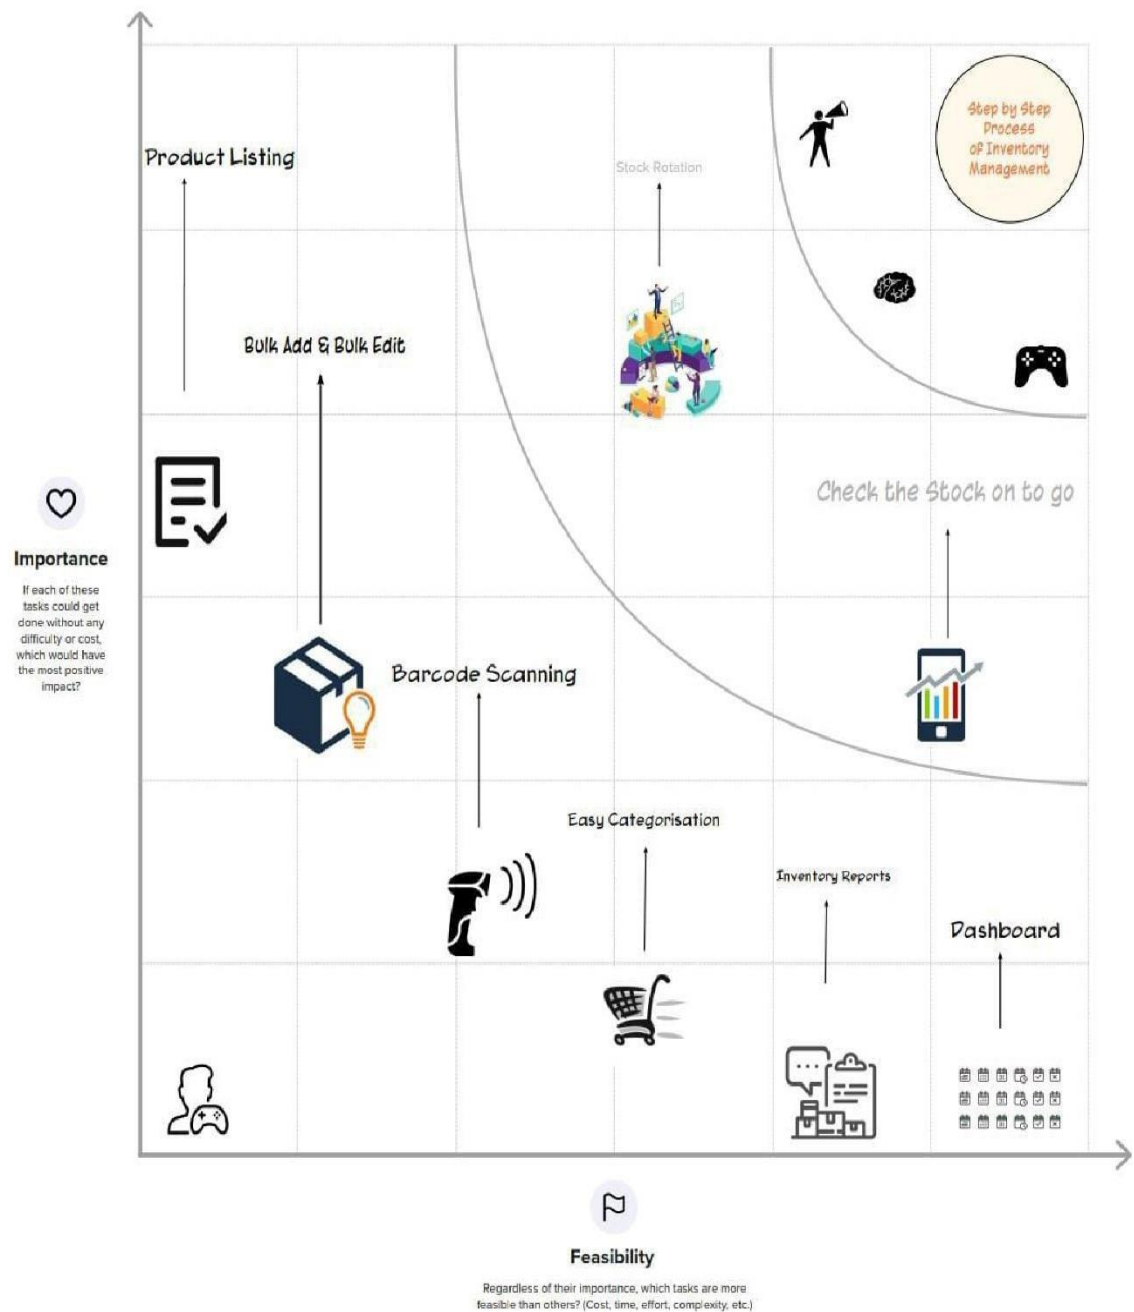 Step by Step
Process
of Inventory
Management
Product Listing
Stock Rotation
Bulk Add & Bulk Edit
Check the Stock on to go
Importance
If each of these
tasks could get
done without any
difficulty or cost,
which would have
the most positive
impact?
Barcode Scanning
Easy Categorisation
Inventory Reports
Dashboard
Feasibility
Regardless of their importance, which tasks are more
feasible than others? (Cost, time, effort, complexity, etc.)